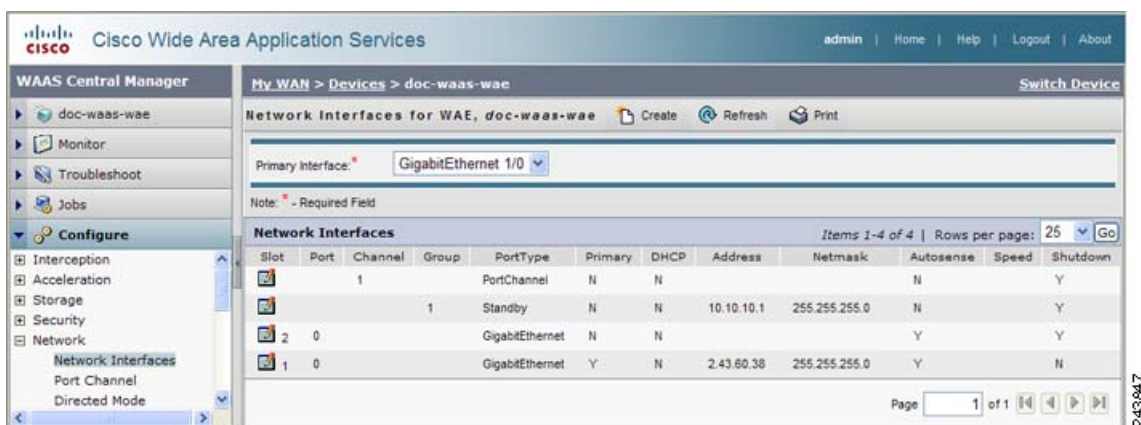 CISCO Cisco Wide Area Application Services admin | Home | Help | Logout | About
WAAS Central Manager
My WAN > Devices > doc-waas-wae Switch Device
doc-waas-wae
Monitor
Troubleshoot
Jobs
Configure
Interception
Acceleration
Storage
Security
Network
Network Interfaces
Port Channel
Directed Mode
Network Interfaces for WAE, doc-waas-wae Create Refresh Print
Primary Interface:* GigabitEthernet 1/0
Note: * - Required Field
Network Interfaces Items 1-4 of 4 | Rows per page: 25 Go
Slot Port Channel Group PortType Primary DHCP Address Netmask Autosense Speed Shutdown
1 PortChannel N N N Y
1 Standby N N 10.10.10.1 255.255.255.0 N Y
2 0 GigabitEthernet N N Y Y
1 0 GigabitEthernet Y N 2.43.60.38 255.255.255.0 Y N
Page 1 of 1
243847